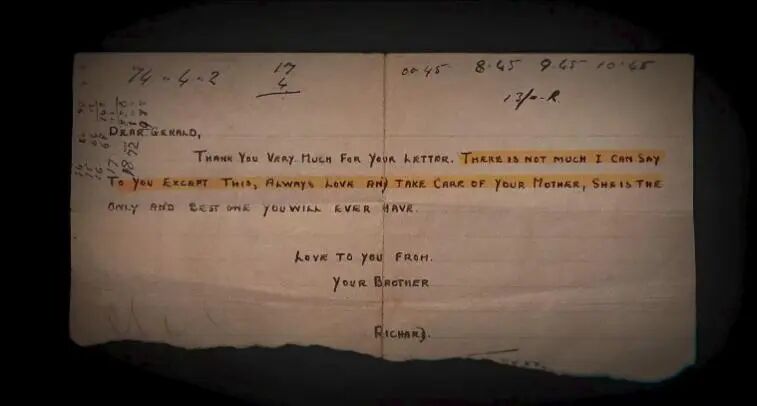 74-4-2 17 00.45 8.45 9.45 10.45
4
13/-.R.
DEAR GERALD,
THANK YOU VERY MUCH FOR YOUR LETTER. THERE IS NOT MUCH I CAN SAY
TO YOU EXCEPT THIS, ALWAYS LOVE AND TAKE CARE OF YOUR MOTHER, SHE IS THE
ONLY AND BEST ONE YOU WILL EVER HAVE.
LOVE TO YOU FROM.
YOUR BROTHER
RICHARD.